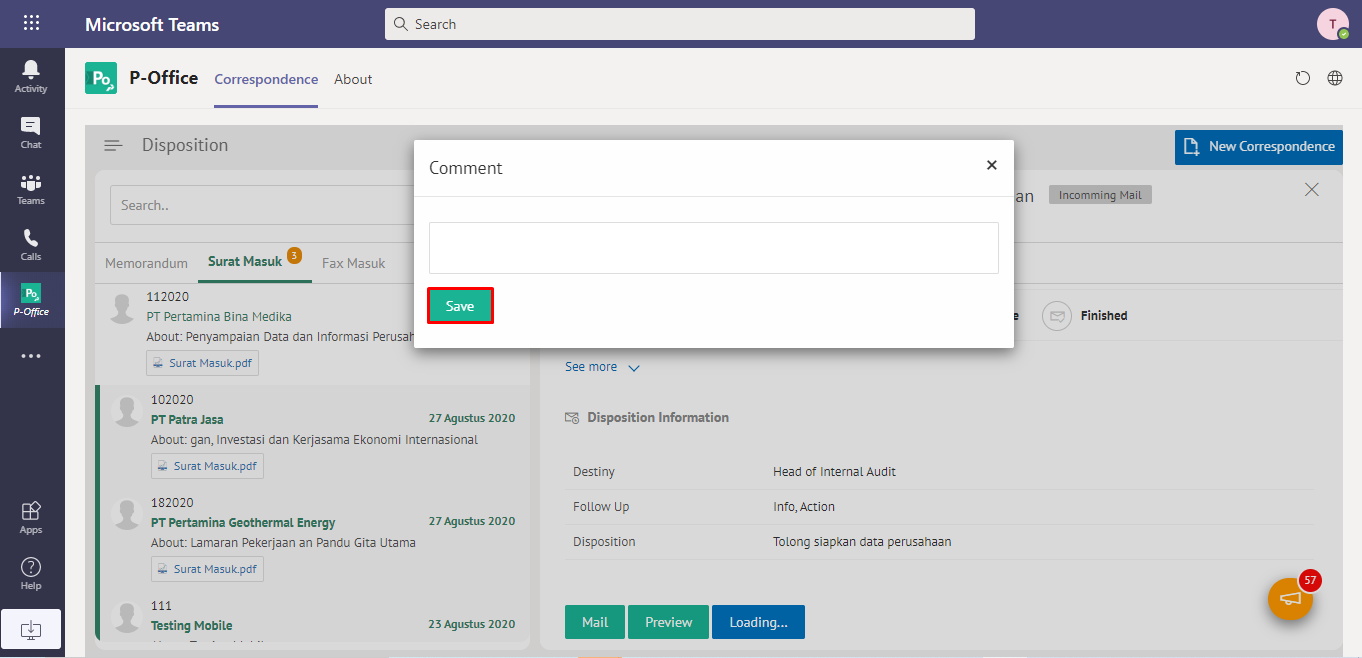 Microsoft Teams
Search
T
Activity
Chat
Teams
Calls
P-Office
Apps
Help
Po
P-Office
Correspondence
About
Disposition
New Correspondence
Search..
Memorandum
Surat Masuk
3
Fax Masuk
112020
PT Pertamina Bina Medika
About: Penyampaian Data dan Informasi Perusah
Surat Masuk.pdf
102020
PT Patra Jasa
27 Agustus 2020
About: gan, Investasi dan Kerjasama Ekonomi Internasional
Surat Masuk.pdf
182020
PT Pertamina Geothermal Energy
27 Agustus 2020
About: Lamaran Pekerjaan an Pandu Gita Utama
Surat Masuk.pdf
111
Testing Mobile
23 Agustus 2020
Comment
Save
an
Incomming Mail
e
Finished
See more
Disposition Information
Destiny
Head of Internal Audit
Follow Up
Info, Action
Disposition
Tolong siapkan data perusahaan
Mail
Preview
Loading...
57